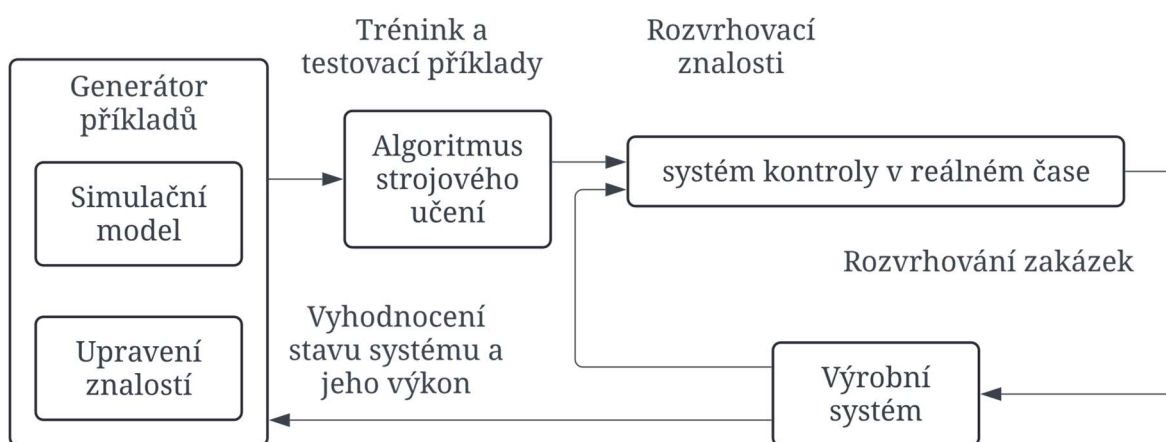 Trénink a
testovací příklady
Rozvrhovací
znalosti
Generátor
příkladů
Simulační
model
Upravení
znalostí
Algoritmus
strojového
učení
systém kontroly v reálném čase
Rozvrhování zakázek
Vyhodnocení
stavu systému a
jeho výkon
Výrobní
systém